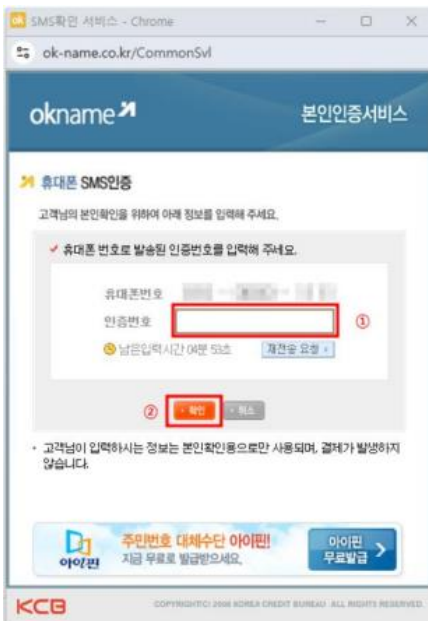 SMS확인 서비스 - Chrome
ok-name.co.kr/CommonSvl
okname
본인인증서비스
휴대폰 SMS인증
고객님의 본인확인을 위하여 아래 정보를 입력해 주세요.
휴대폰 번호로 발송된 인증번호를 입력해 주세요.
휴대폰번호
인증번호 ①
남은입력시간 04분 53초 재전송 요청
② 확인 취소
고객님이 입력하시는 정보는 본인확인용으로만 사용되며, 결제가 발생하지
않습니다.
아이핀
주민번호 대체수단 아이핀!
지금 무료로 발급받으세요.
아이핀
무료발급
KCB
COPYRIGHT(C) 2006 KOREA CREDIT BUREAU ALL RIGHTS RESERVED.